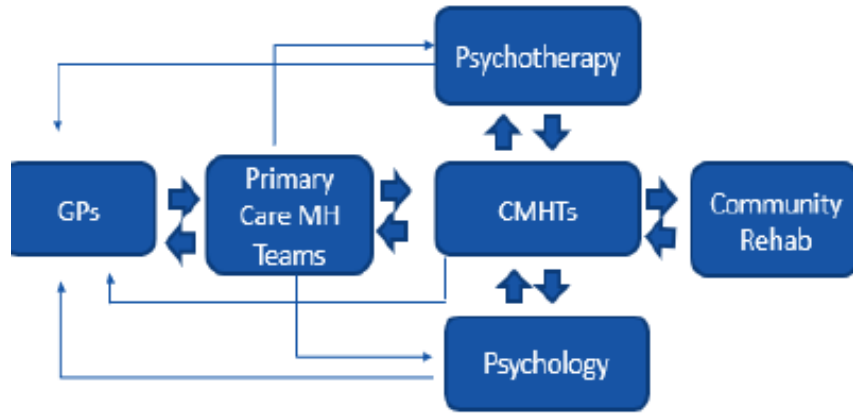 Psychotherapy
GPs
Primary
Care MH
Teams
CMHTs
Community
Rehab
Psychology